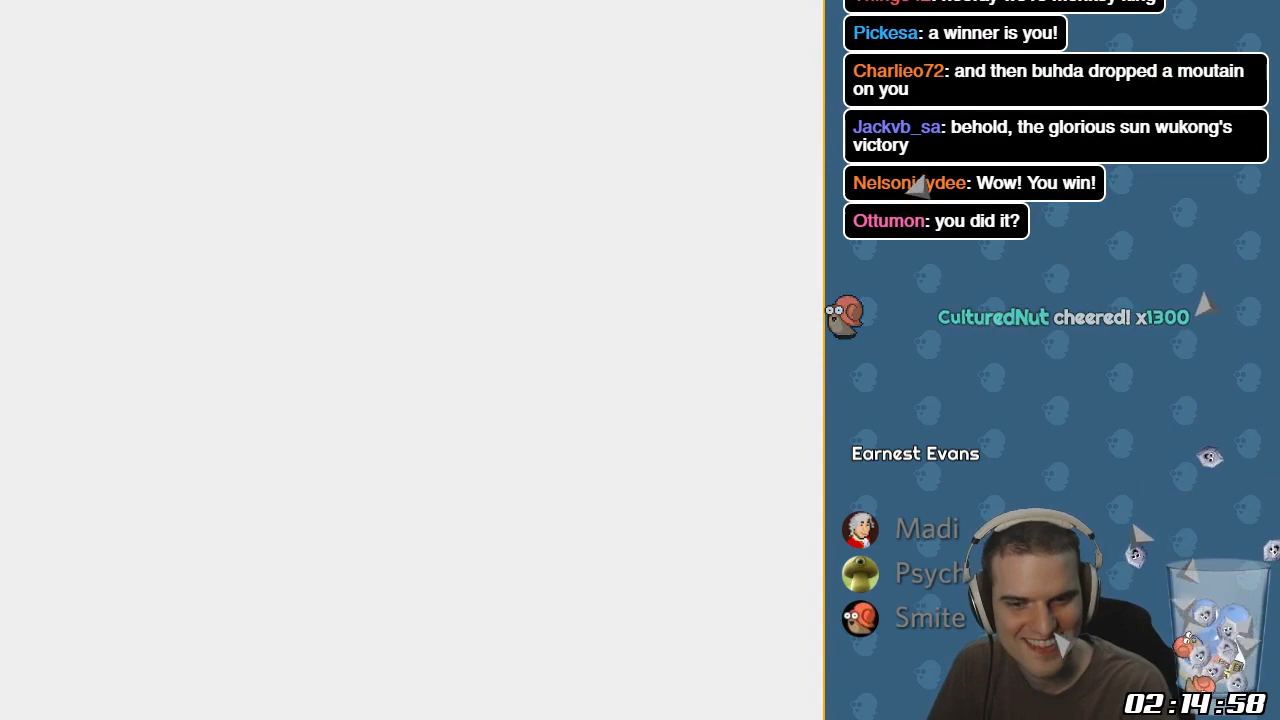 Pickesa: a winner is you!
Charlieo72: and then buhda dropped a moutain
on you
Jackvb_sa: behold, the glorious sun wukong's
victory
Wow! You win!
Ottumon: you did it?
CulturedNut cheered! x1300
Earnest Evans
Madi
Psych
Smite
02:14:58